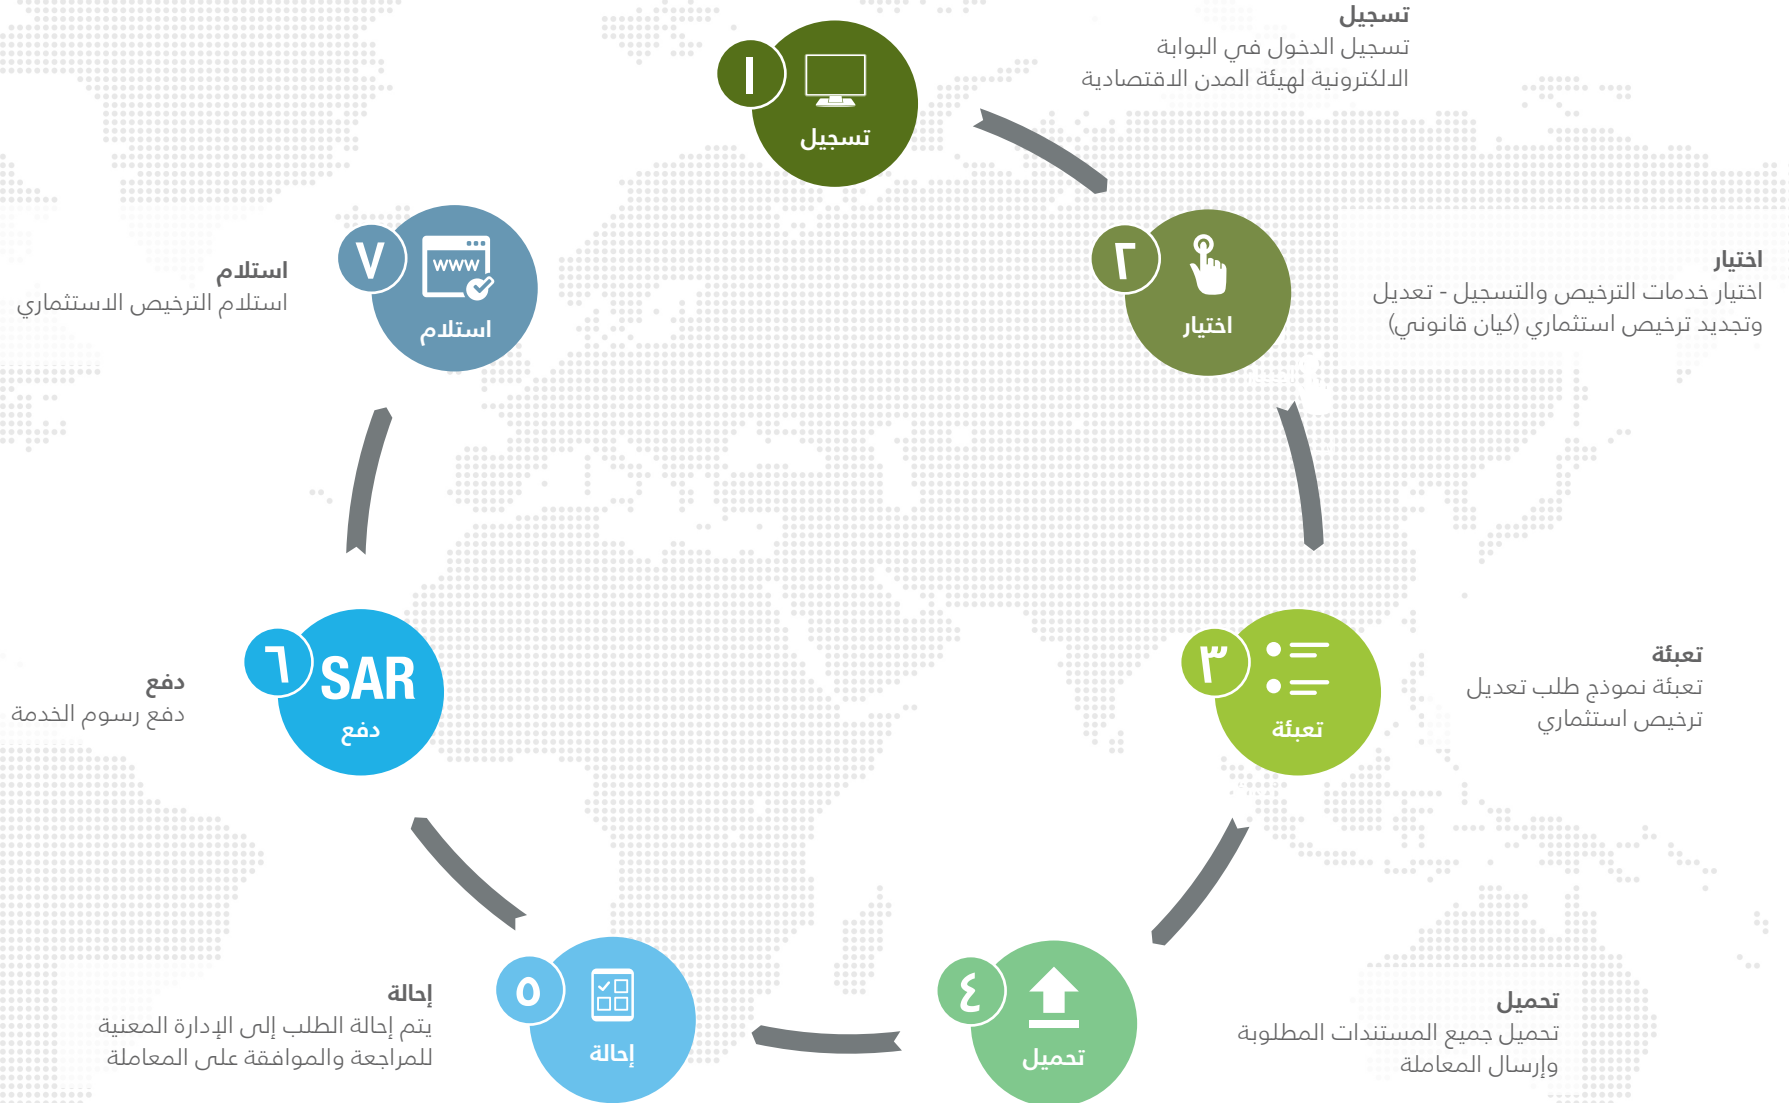 تسجيل
تسجيل الدخول في البوابة
الالكترونية لهيئة المدن الاقتصادية
١
تسجيل
اختيار
اختيار خدمات الترخيص والتسجيل - تعديل
وتجديد ترخيص استثماري (كيان قانوني)
٢
اختيار
تعبئة
تعبئة نموذج طلب تعديل
ترخيص استثماري
٣
تعبئة
تحميل
تحميل جميع المستندات المطلوبة
وإرسال المعاملة
٤
تحميل
إحالة
يتم إحالة الطلب إلى الإدارة المعنية
للمراجعة والموافقة على المعاملة
٥
إحالة
دفع
دفع رسوم الخدمة
٦
SAR
دفع
استلام
استلام الترخيص الاستثماري
٧
www
استلام